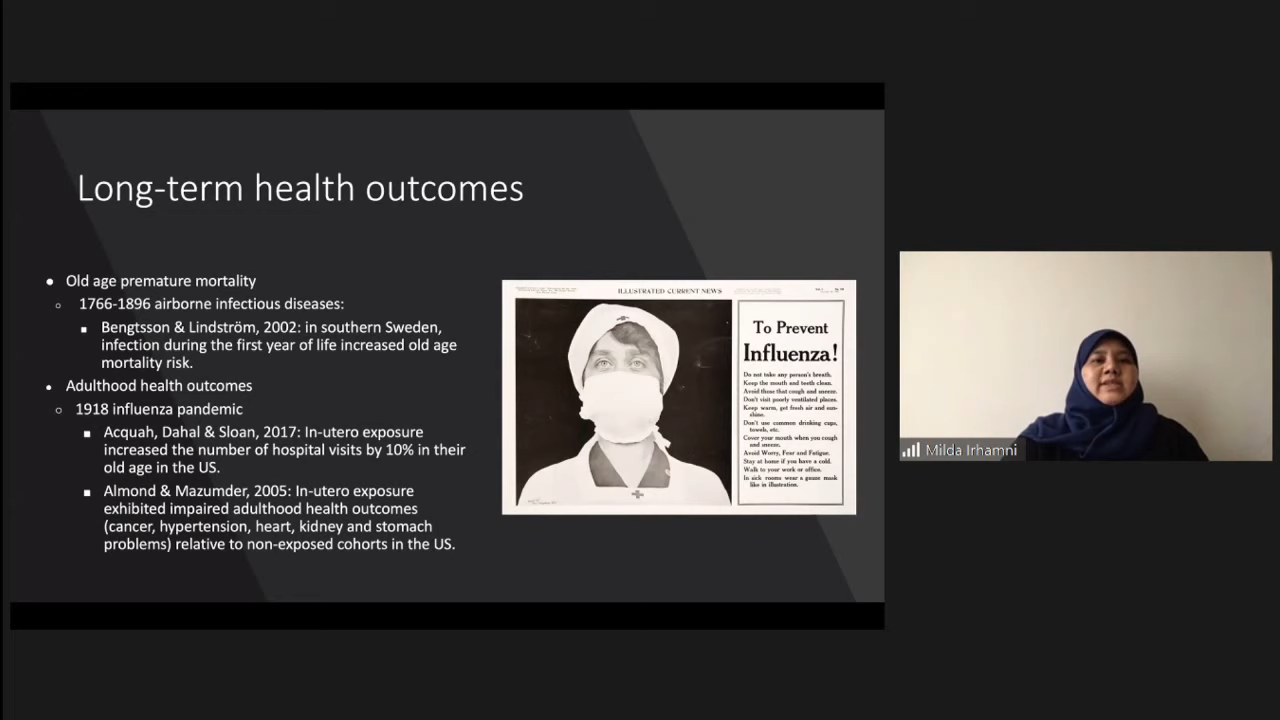 Long-term health outcomes
● Old age premature mortality
○ 1766-1896 airborne infectious diseases:
■ Bengtsson & Lindström, 2002: in southern Sweden,
infection during the first year of life increased old age
mortality risk.
● Adulthood health outcomes
○ 1918 influenza pandemic
■ Acquah, Dahal & Sloan, 2017: In-utero exposure
increased the number of hospital visits by 10% in their
old age in the US.
■ Almond & Mazumder, 2005: In-utero exposure
exhibited impaired adulthood health outcomes
(cancer, hypertension, heart, kidney and stomach
problems) relative to non-exposed cohorts in the US.
ILLUSTRATED CURRENT NEWS
To Prevent
Influenza!
Do not take any person's breath.
Keep the mouth and teeth clean.
Avoid those that cough and sneeze.
Don't visit poorly ventilated places.
Keep warm, get fresh air and sun-
shine.
Don't use common drinking cups,
towels, etc.
Cover your mouth when you cough
and sneeze.
Avoid Worry, Fear and Fatigue.
Stay at home if you have a cold.
Walk to your work or office.
In sick rooms wear a gauze mask
like in illustration.
Milda Irhamni